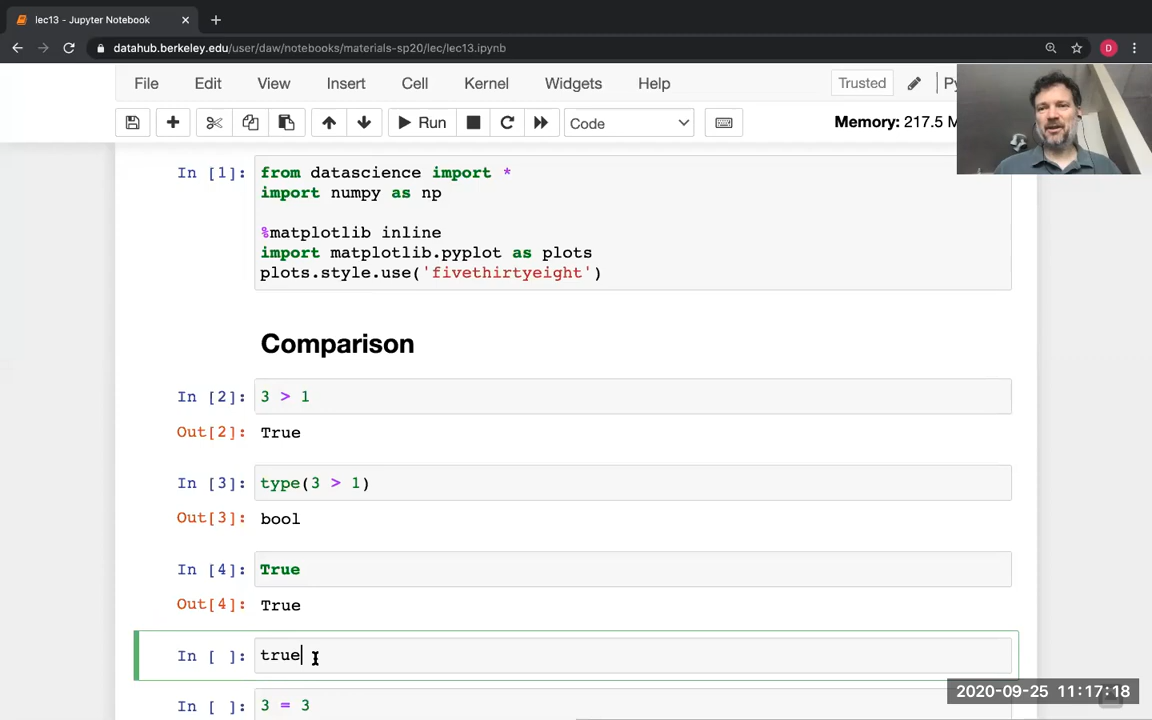 lec13 - Jupyter Notebook
datahub.berkeley.edu/user/daw/notebooks/materials-sp20/lec/lec13.ipynb
D
File Edit View Insert Cell Kernel Widgets Help Trusted Py
Run Code Memory: 217.5 M
In [1]: from datascience import *
import numpy as np
%matplotlib inline
import matplotlib.pyplot as plots
plots.style.use('fivethirtyeight')
Comparison
In [2]: 3 > 1
Out[2]: True
In [3]: type(3 > 1)
Out[3]: bool
In [4]: True
Out[4]: True
In [ ]: true
2020-09-25 11:17:18
In [ ]: 3 = 3